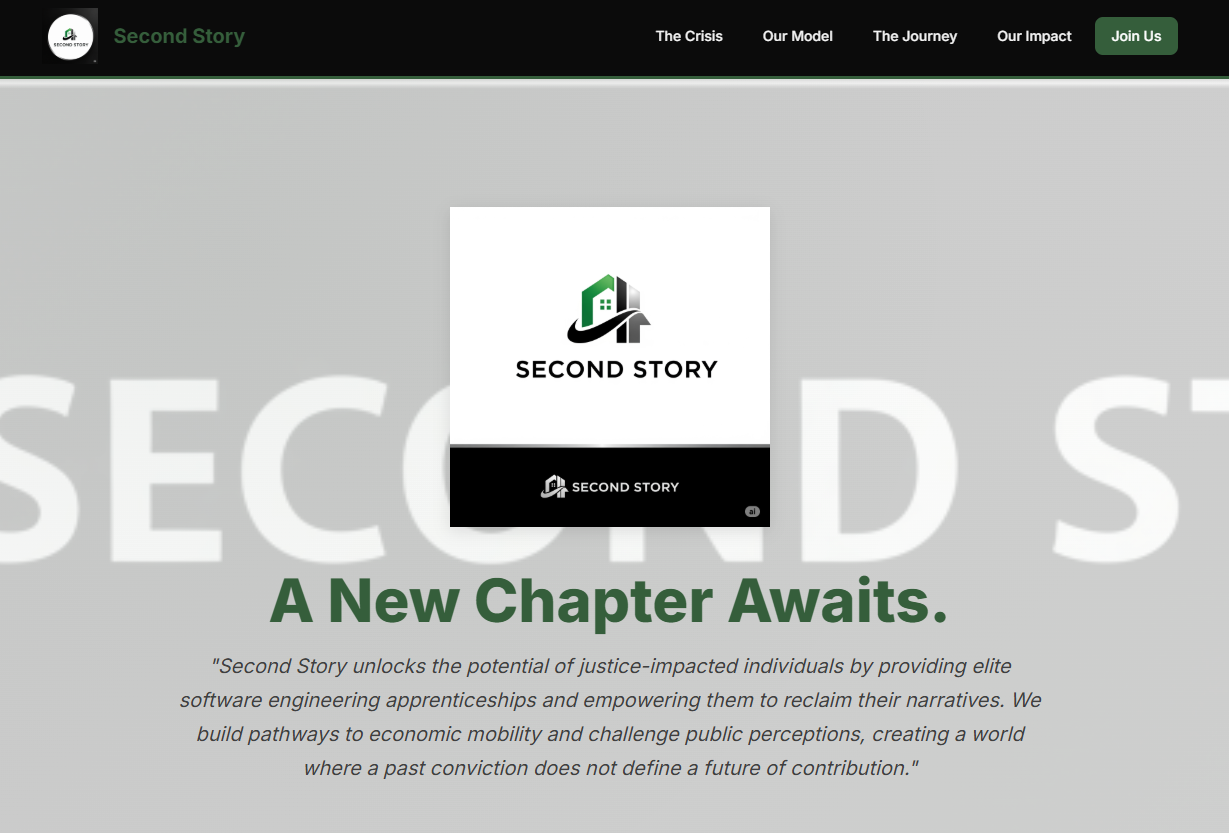 SECOND STORY
Second Story
The Crisis
Our Model
The Journey
Our Impact
Join Us
SECOND ST
SECOND STORY
SECOND STORY
ai
A New Chapter Awaits.
"Second Story unlocks the potential of justice-impacted individuals by providing elite
software engineering apprenticeships and empowering them to reclaim their narratives. We
build pathways to economic mobility and challenge public perceptions, creating a world
where a past conviction does not define a future of contribution."